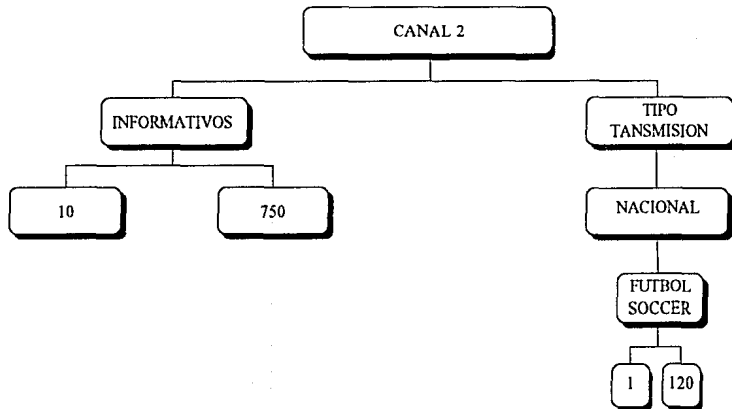 CANAL 2
INFORMATIVOS
TIPO
TANSMISION
10
750
NACIONAL
FUTBOL
SOCCER
1
120